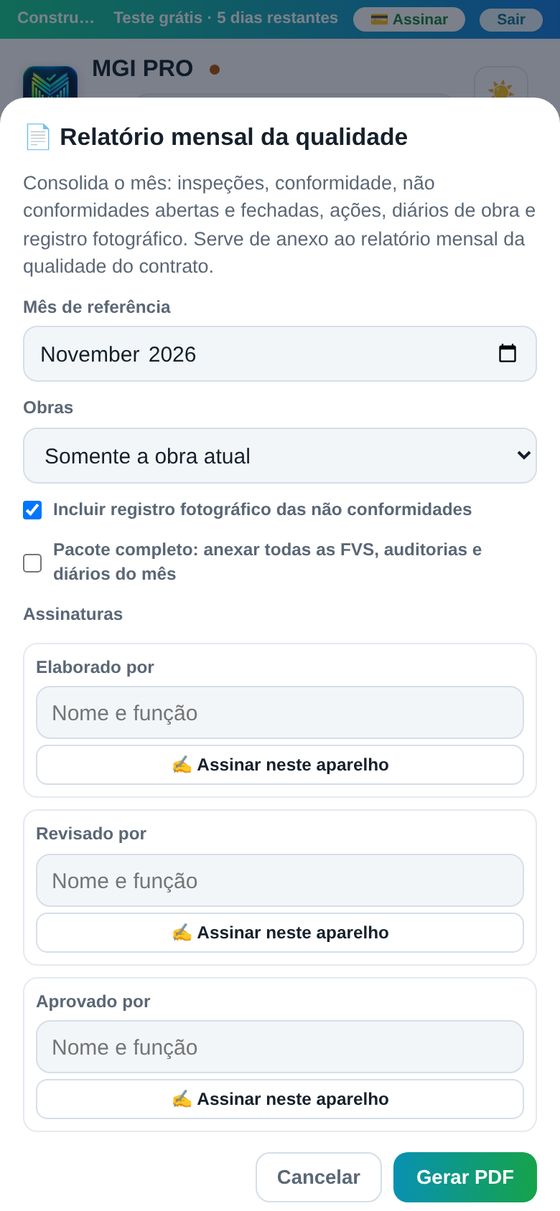 Constru… Teste grátis · 5 dias restantes 💳 Assinar Sair
MGI PRO
📄 Relatório mensal da qualidade
Consolida o mês: inspeções, conformidade, não
conformidades abertas e fechadas, ações, diários de obra e
registro fotográfico. Serve de anexo ao relatório mensal da
qualidade do contrato.
Mês de referência
November 2026
Obras
Somente a obra atual
Incluir registro fotográfico das não conformidades
Pacote completo: anexar todas as FVS, auditorias e
diários do mês
Assinaturas
Elaborado por
Nome e função
✍️ Assinar neste aparelho
Revisado por
Nome e função
✍️ Assinar neste aparelho
Aprovado por
Nome e função
✍️ Assinar neste aparelho
Cancelar Gerar PDF